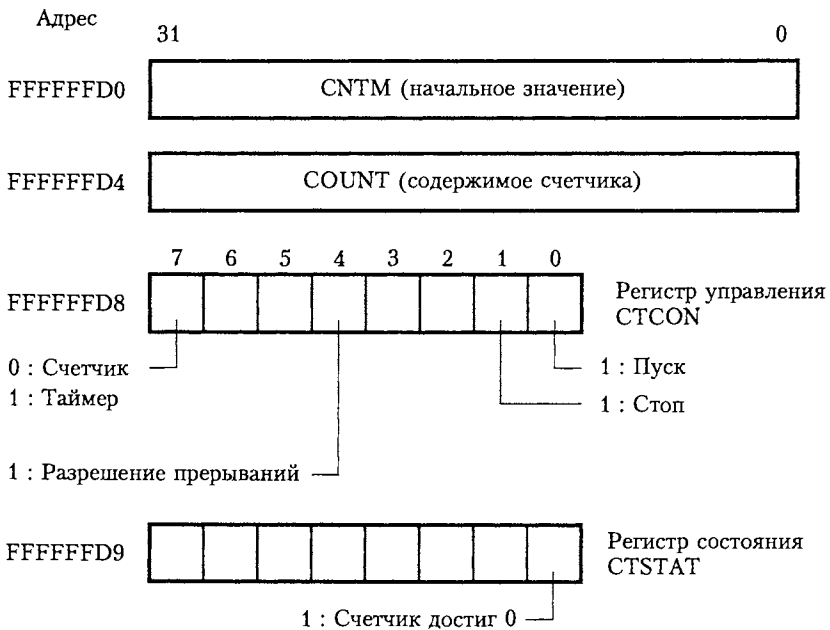 Адрес
31 0
FFFFFFD0 CNTM (начальное значение)
FFFFFFD4 COUNT (содержимое счетчика)
7 6 5 4 3 2 1 0
FFFFFFD8 Регистр управления
CTCON
0 : Счетчик 1 : Пуск
1 : Таймер 1 : Стоп
1 : Разрешение прерываний
FFFFFFD9 Регистр состояния
CTSTAT
1 : Счетчик достиг 0